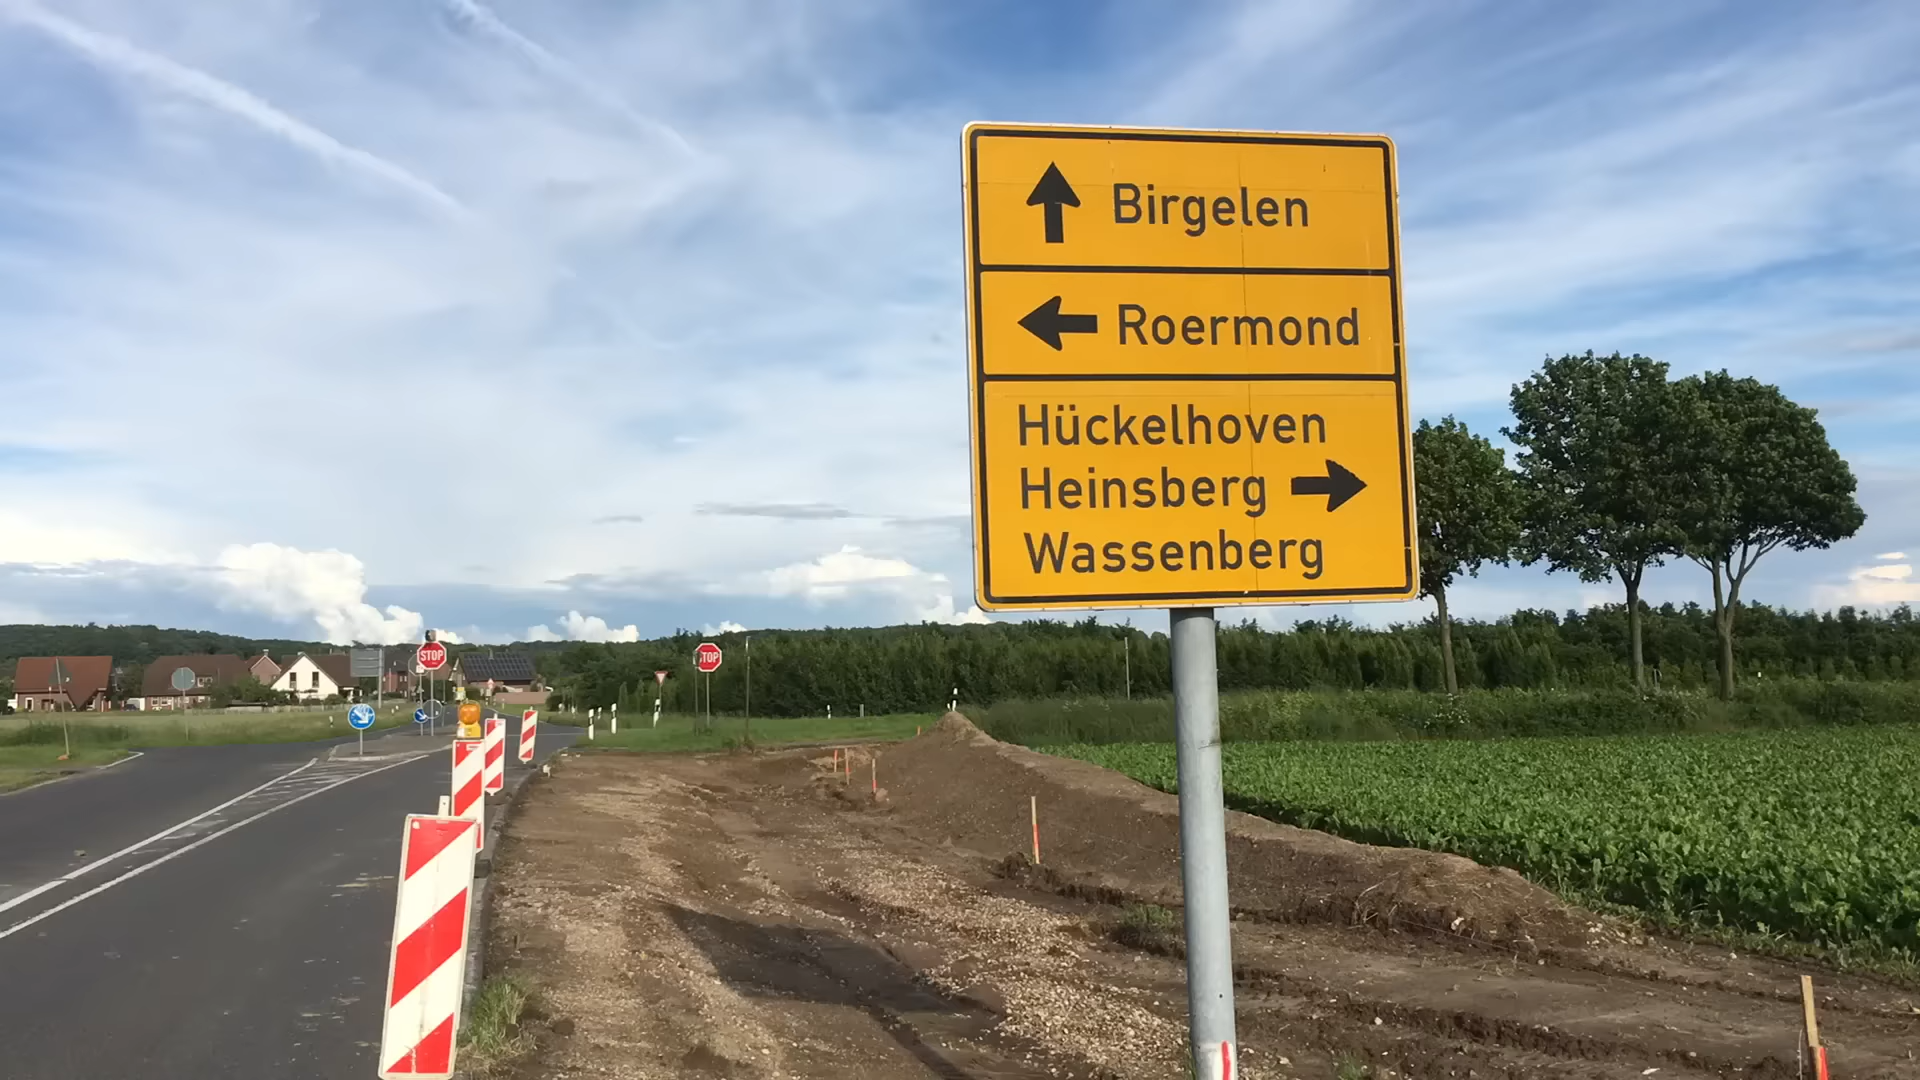 Birgelen
Roermond
Hückelhoven
Heinsberg
Wassenberg
STOP
STOP